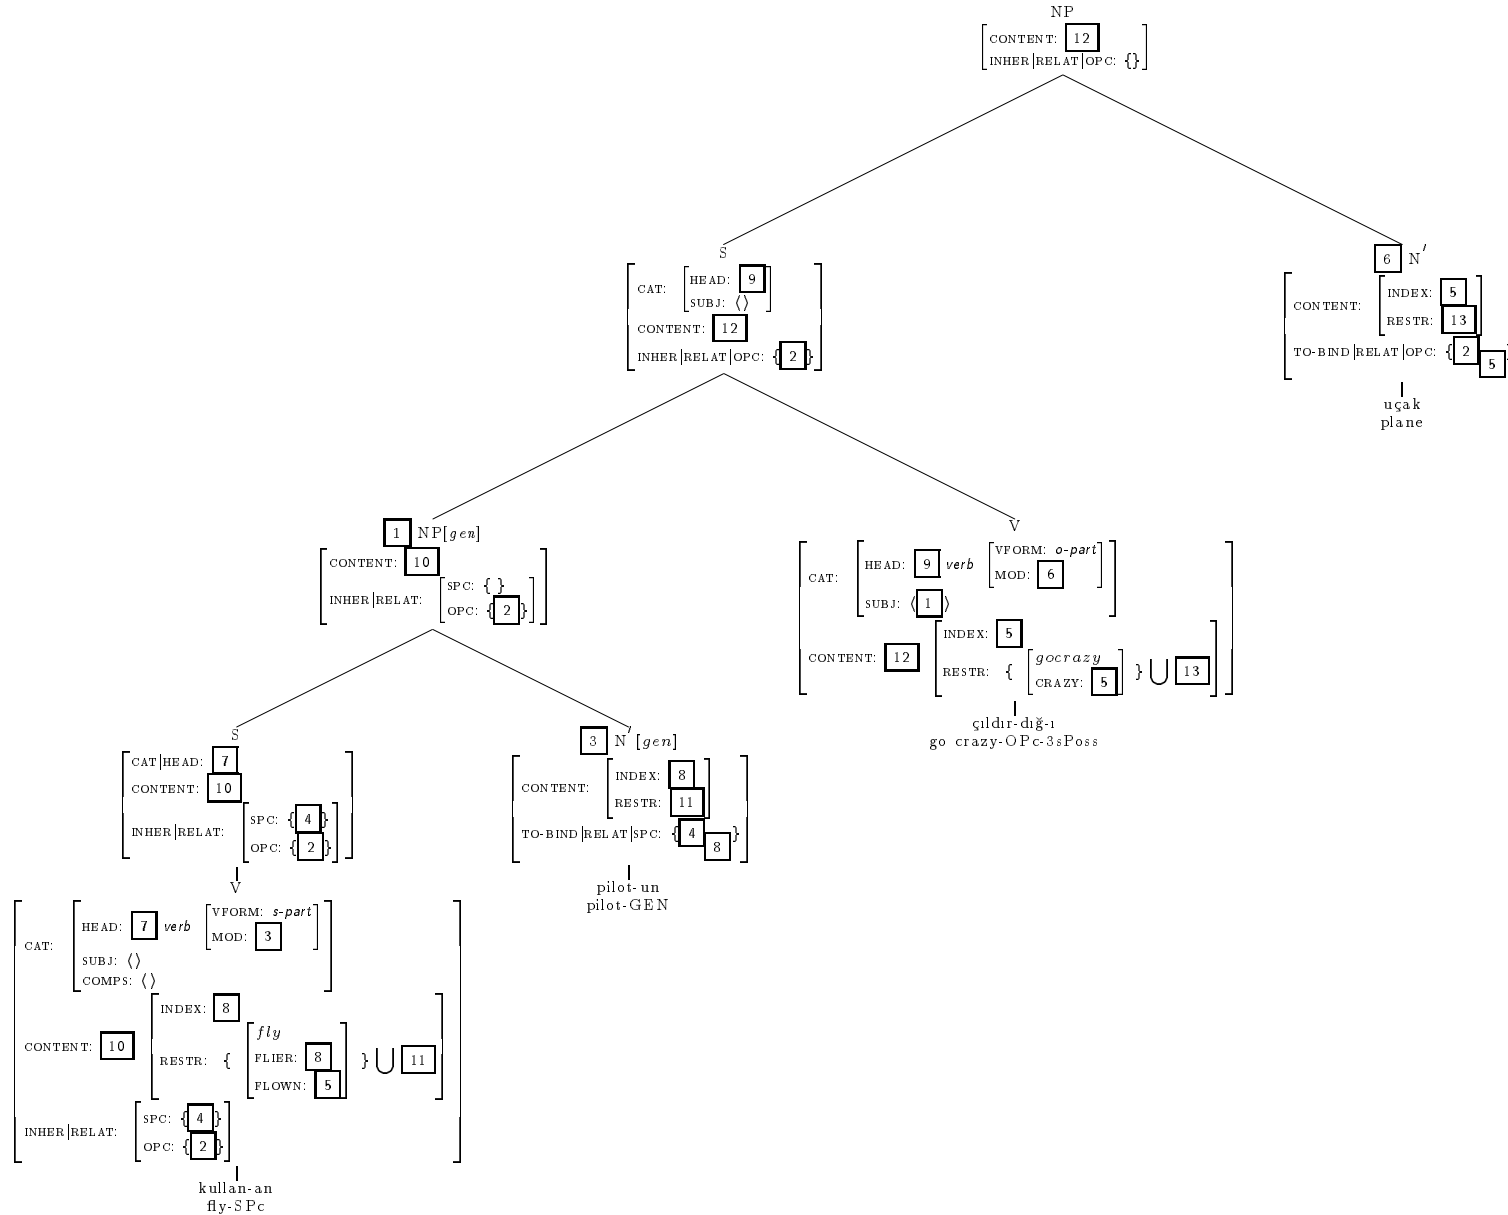 NP
CONTENT: 12
INHER|RELAT|OPC: {}
S
CAT: HEAD: 9
SUBJ: ⟨⟩
CONTENT: 12
INHER|RELAT|OPC: {2}
6 N′
CONTENT: INDEX: 5
RESTR: 13
TO-BIND|RELAT|OPC: {2 5
uçak
plane
1 NP[gen]
CONTENT: 10
INHER|RELAT: SPC: { }
OPC: {2}
V
CAT: HEAD: 9 verb VFORM: o-part
MOD: 6
SUBJ: ⟨1⟩
CONTENT: 12 INDEX: 5
RESTR: { gocrazy
CRAZY: 5 } ⋃ 13
çıldır-dığ-ı
go crazy-OPc-3sPoss
S
CAT|HEAD: 7
CONTENT: 10
INHER|RELAT: SPC: {4}
OPC: {2}
3 N′ [gen]
CONTENT: INDEX: 8
RESTR: 11
TO-BIND|RELAT|SPC: {4 8}
pilot-un
pilot-GEN
V
CAT: HEAD: 7 verb VFORM: s-part
MOD: 3
SUBJ: ⟨⟩
COMPS: ⟨⟩
CONTENT: 10 INDEX: 8
RESTR: { fly
FLIER: 8
FLOWN: 5 } ⋃ 11
INHER|RELAT: SPC: {4}
OPC: {2}
kullan-an
fly-SPc